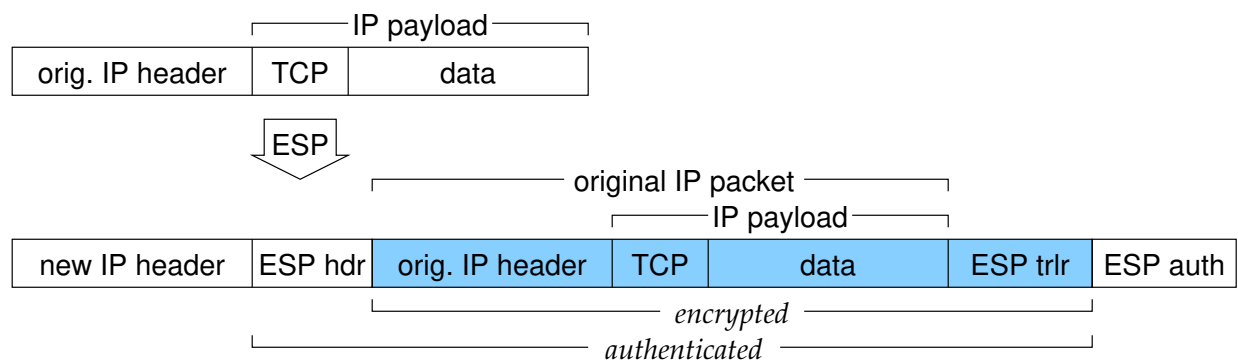 IP payload
orig. IP header TCP data
ESP
original IP packet
IP payload
new IP header ESP hdr orig. IP header TCP data ESP trlr ESP auth
encrypted
authenticated